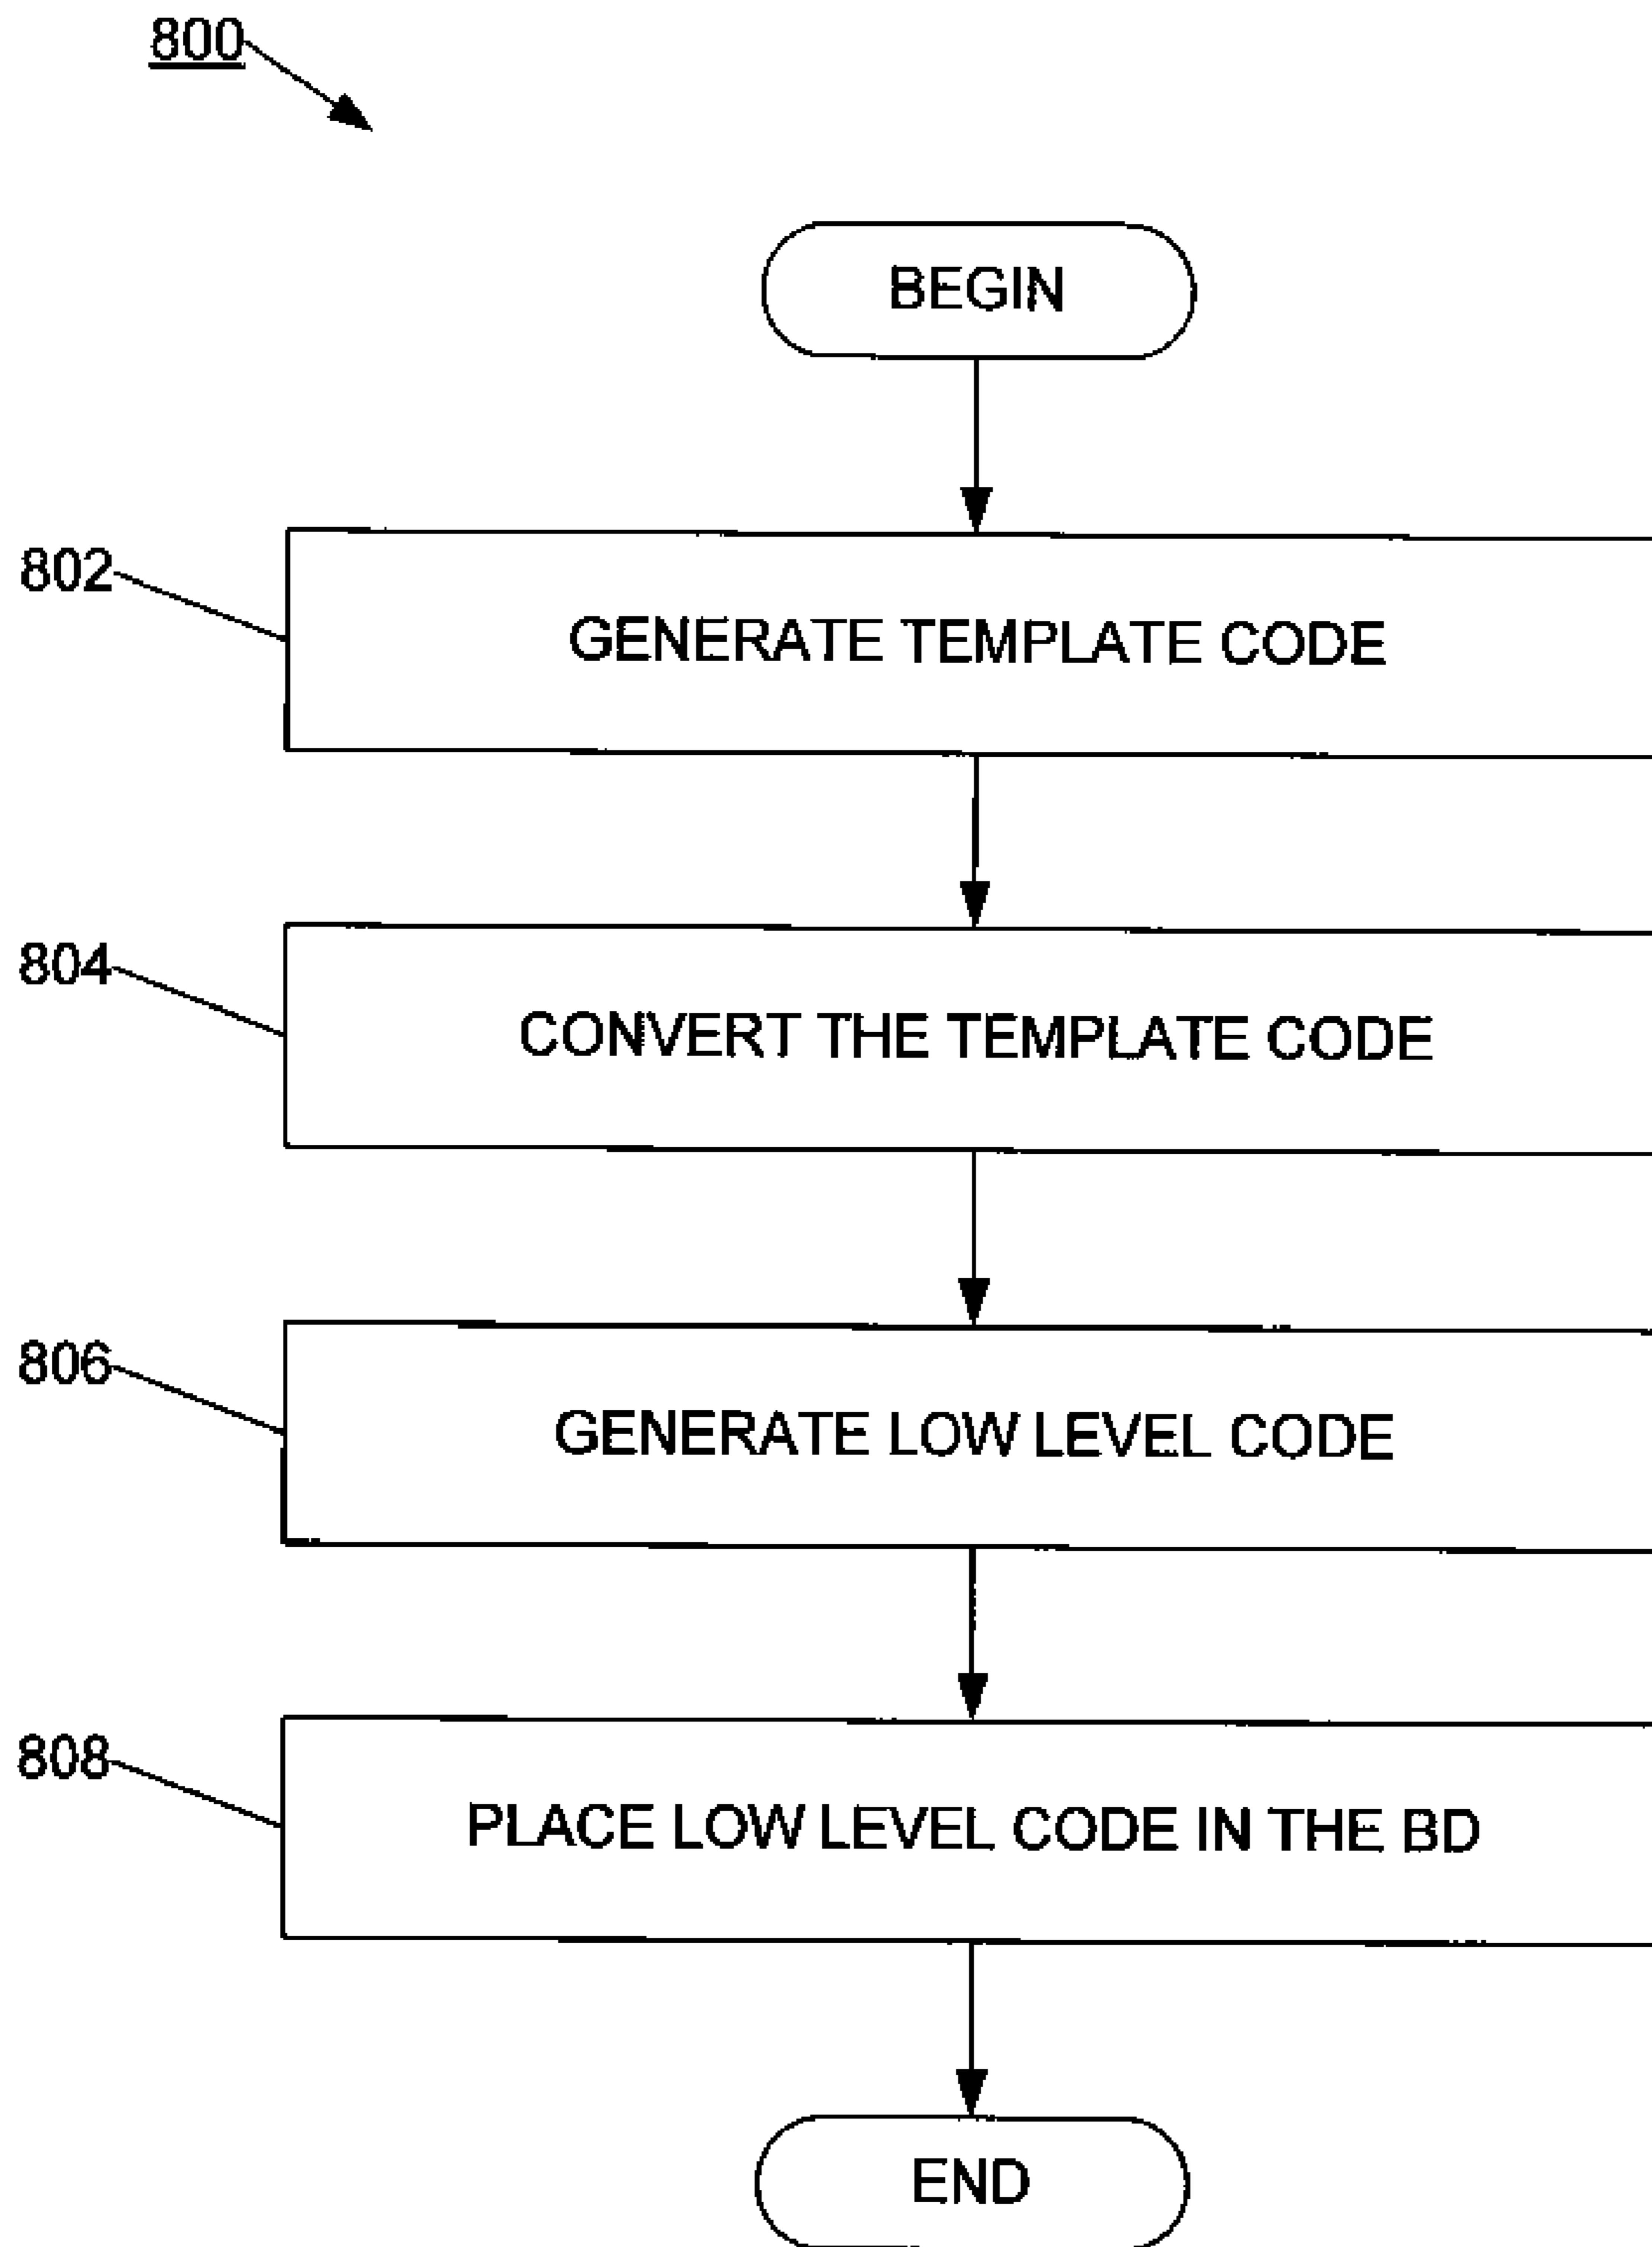 800
BEGIN
802
GENERATE TEMPLATE CODE
804
CONVERT THE TEMPLATE CODE
806
GENERATE LOW LEVEL CODE
808
PLACE LOW LEVEL CODE IN THE BD
END